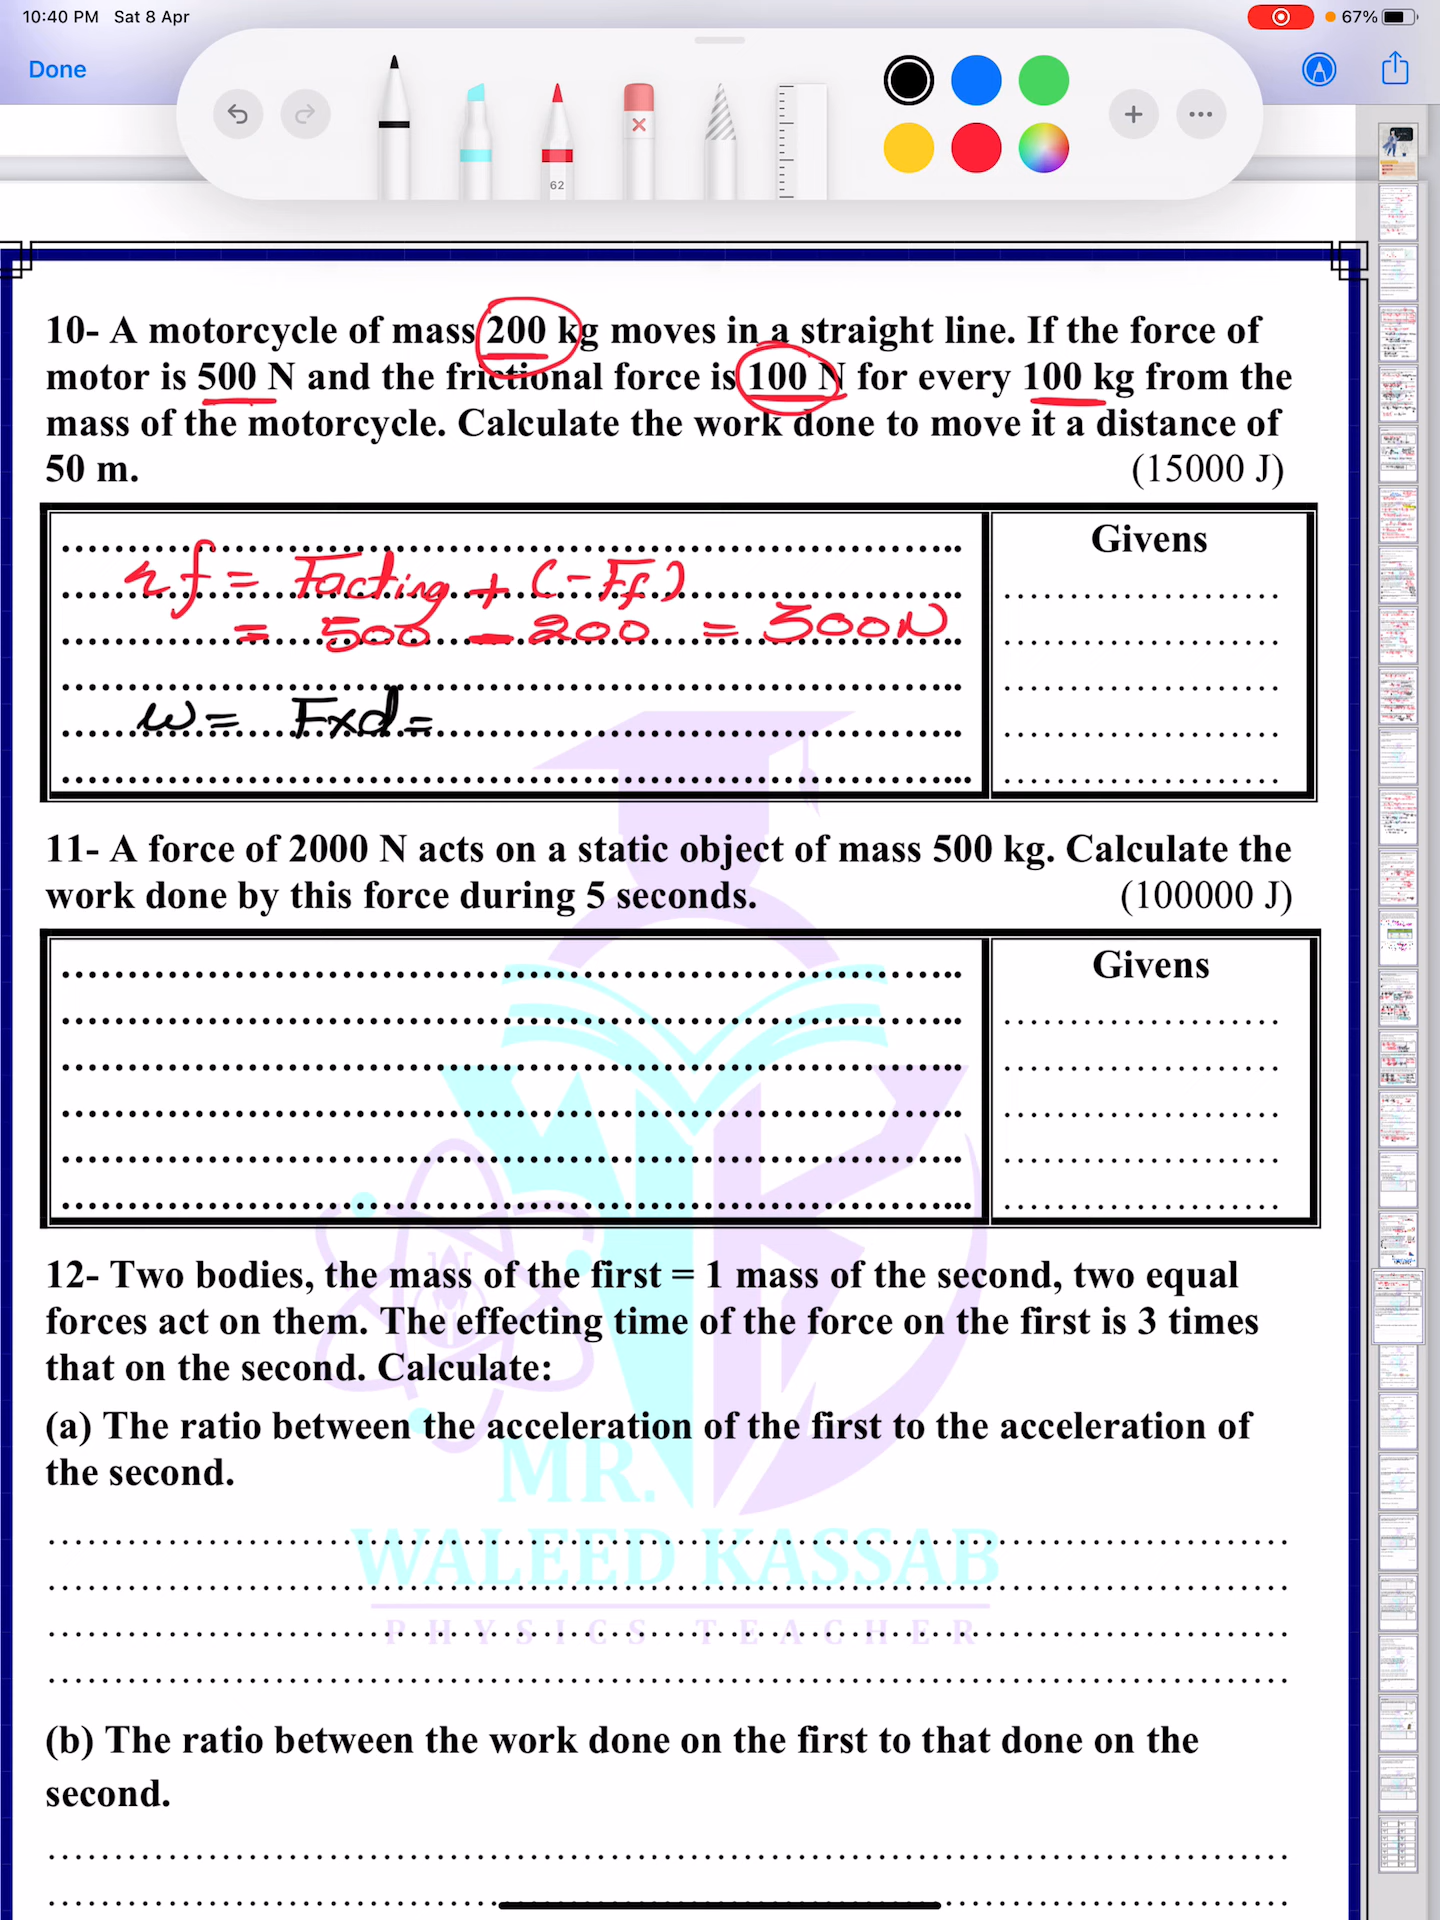 10:40 PM Sat 8 Apr
67%
Done
62
10- A motorcycle of mass 200 kg moves in a straight line. If the force of
motor is 500 N and the frictional force is 100 N for every 100 kg from the
mass of the motorcycle. Calculate the work done to move it a distance of
50 m. (15000 J)
Givens
nf = Facting + (-Ff)
= 500 - 200 = 300N
w = F×d=
11- A force of 2000 N acts on a static object of mass 500 kg. Calculate the
work done by this force during 5 seconds. (100000 J)
Givens
12- Two bodies, the mass of the first = 1 mass of the second, two equal
forces act on them. The effecting time of the force on the first is 3 times
that on the second. Calculate:
(a) The ratio between the acceleration of the first to the acceleration of
the second.
MR.
WALEED KASSAB
PHYSICS TEACHER
(b) The ratio between the work done on the first to that done on the
second.